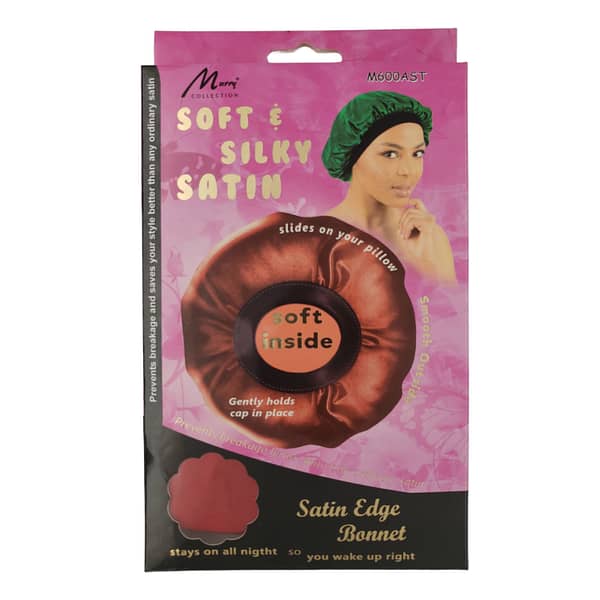 Murry
COLLECTION
M600AST
SOFT &
SILKY
SATIN
Prevents breakage and saves your style better than any ordinary satin
slides on your pillow
Smooth Outside
soft
inside
Gently holds
cap in place
Prevents breakage
Satin Edge
Bonnet
stays on all nigtht so you wake up right